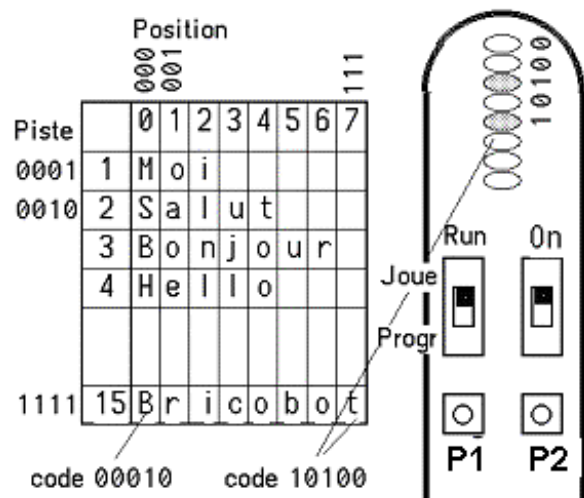 Position
000
001
111
Piste
0 1 2 3 4 5 6 7
0001 1 M o i
0010 2 S a l u t
3 B o n j o u r
4 H e l l o
1111 15 B r i c o b o t
code 00010
code 10100
10100
Run
On
Joue
Progr
P1
P2